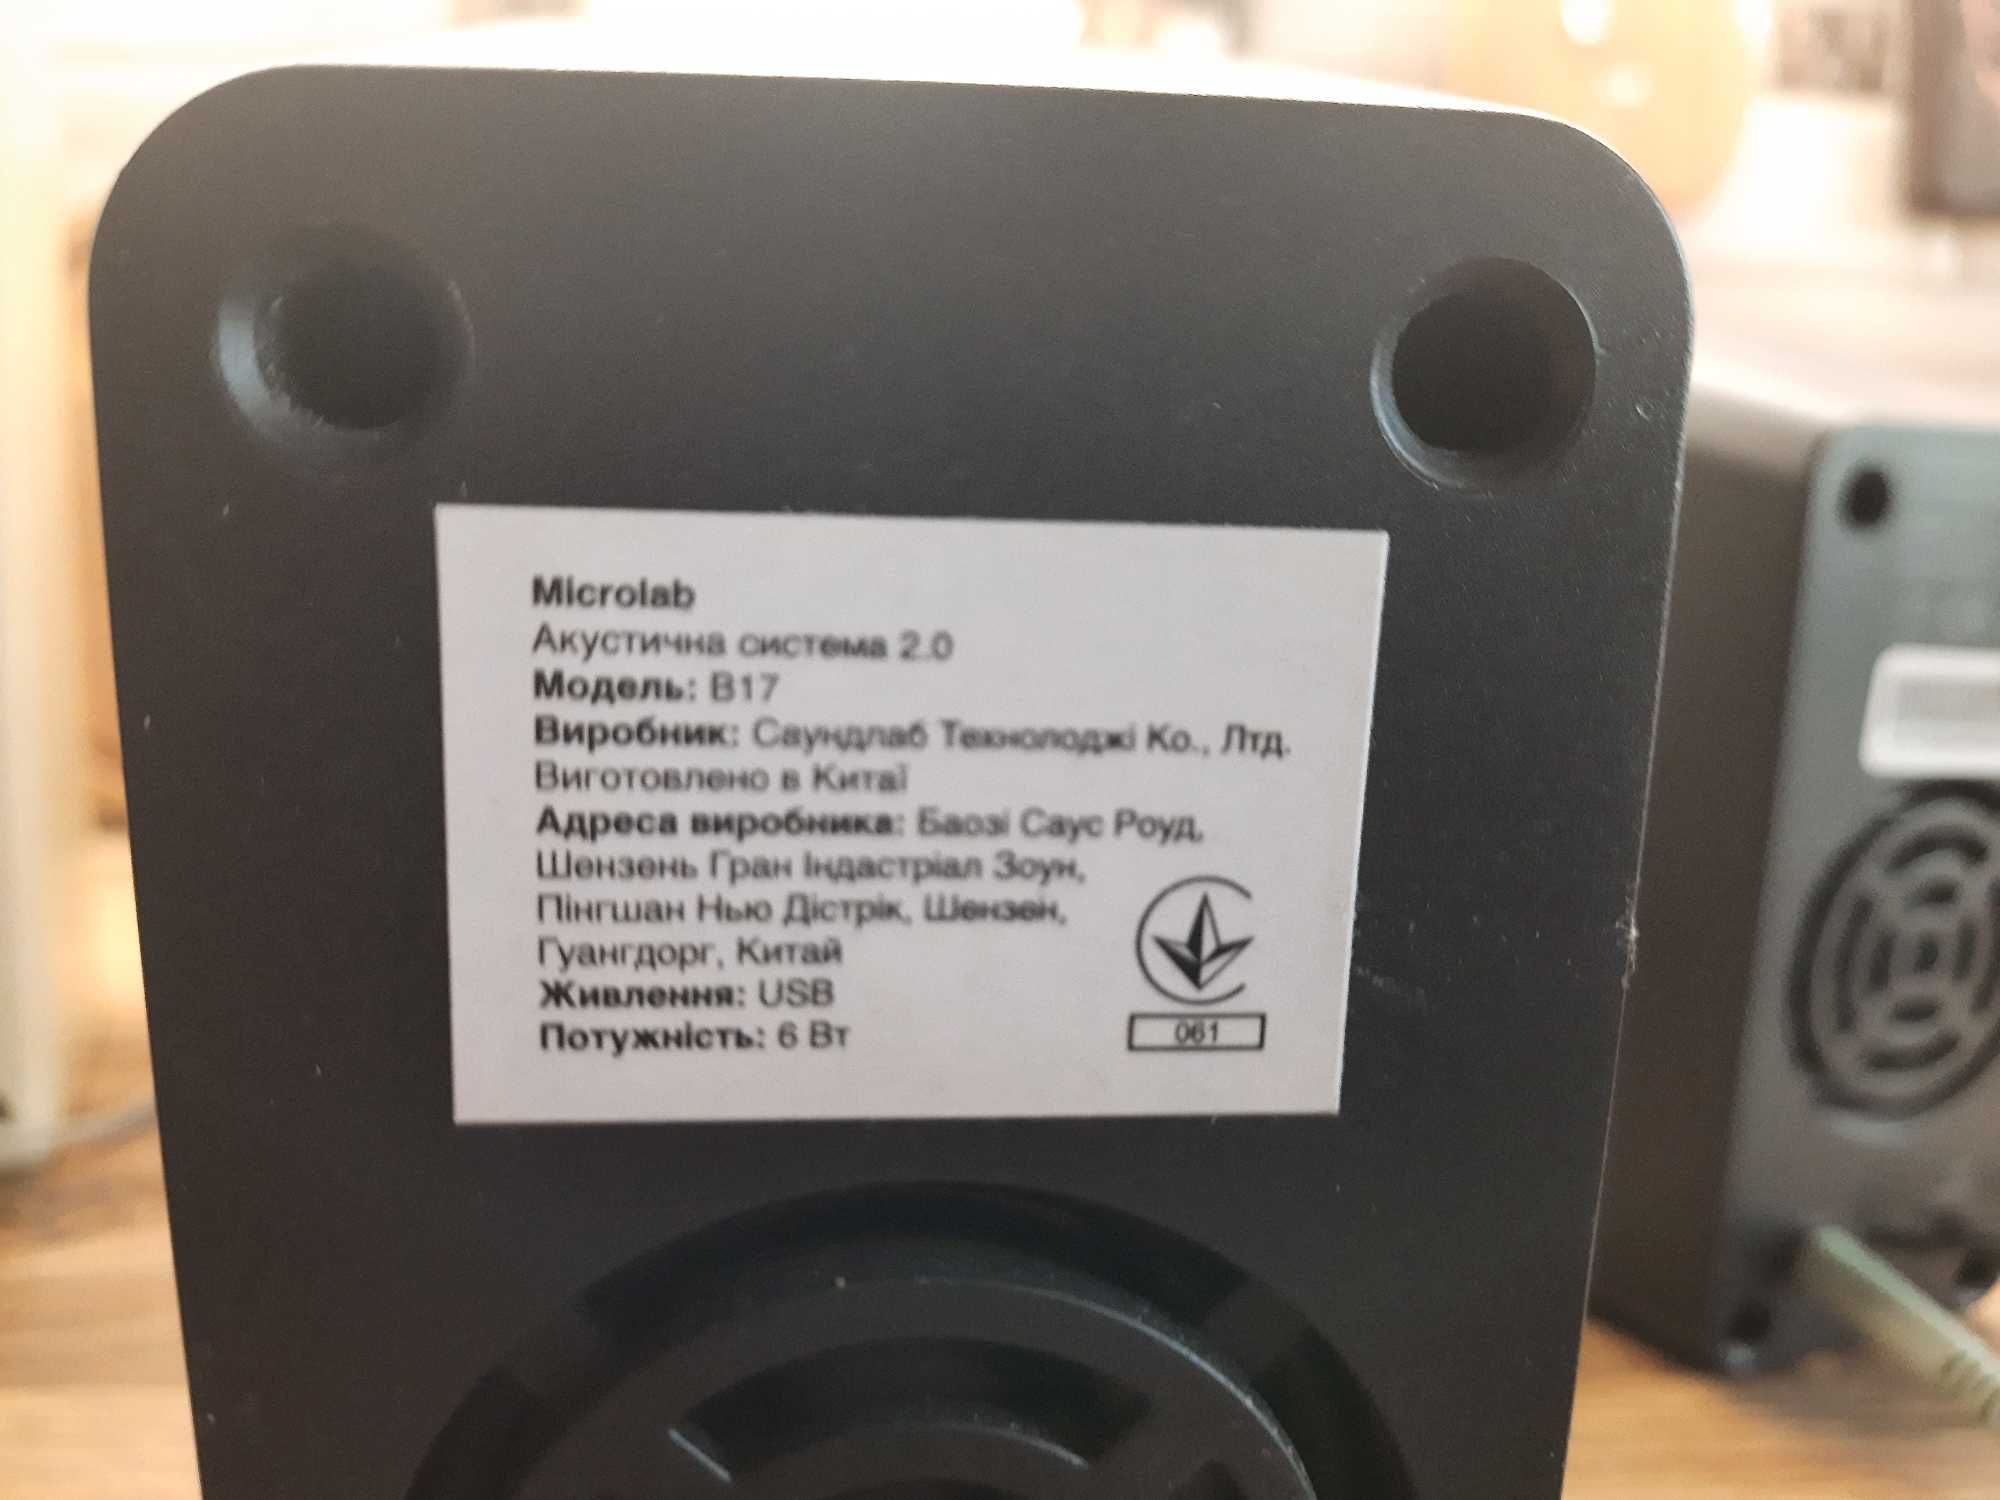 Microlab
Акустична система 2.0
Модель: B17
Виробник: Саундлаб Технолоджі Ко., Лтд.
Виготовлено в Китаї
Адреса виробника: Баозі Саус Роуд,
Шензень Гран Індастріал Зоун,
Пінгшан Нью Дістрік, Шензен,
Гуангдорг, Китай
Живлення: USB
Потужність: 6 Вт
061